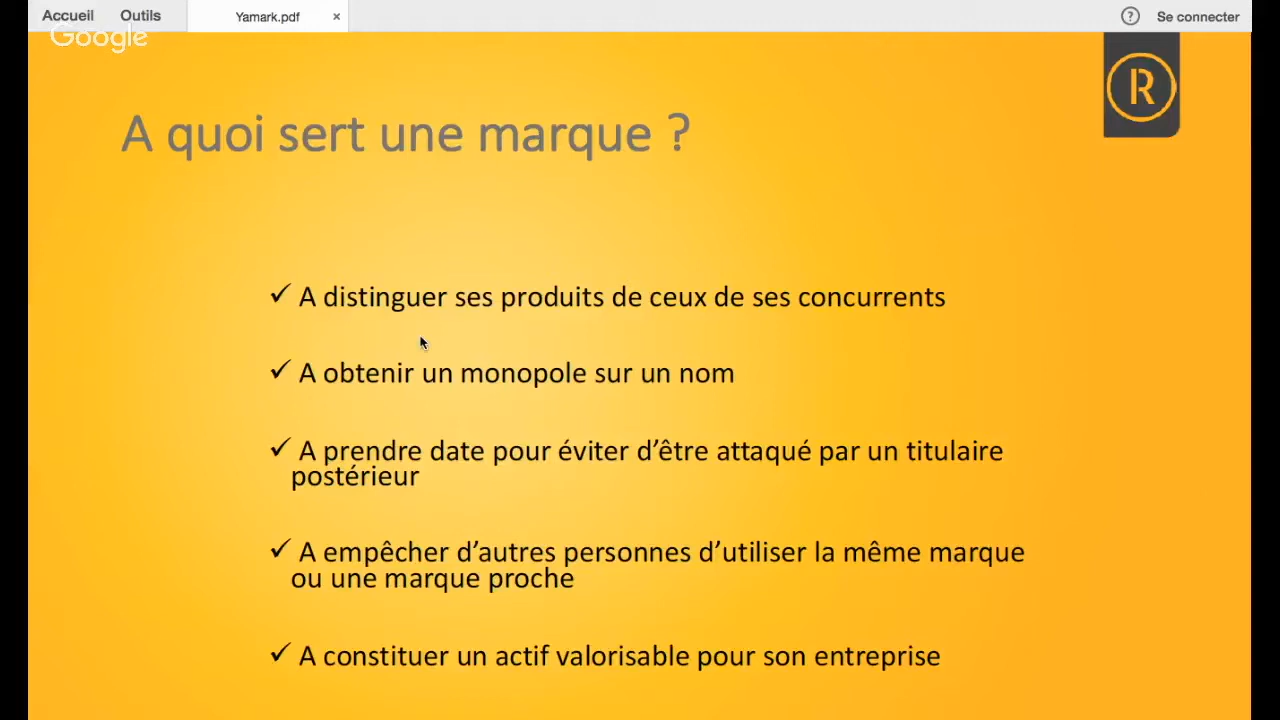 Accueil Outils Yamark.pdf × ? Se connecter
Google
R
A quoi sert une marque ?
✓ A distinguer ses produits de ceux de ses concurrents
✓ A obtenir un monopole sur un nom
✓ A prendre date pour éviter d’être attaqué par un titulaire
postérieur
✓ A empêcher d’autres personnes d’utiliser la même marque
ou une marque proche
✓ A constituer un actif valorisable pour son entreprise